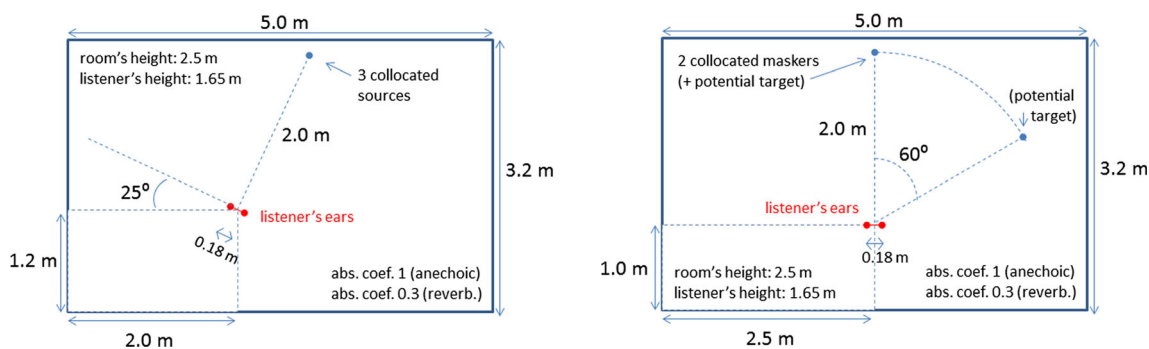 5.0 m
room's height: 2.5 m
listener's height: 1.65 m
3 collocated
sources
2.0 m
3.2 m
25⁰
listener's ears
0.18 m
1.2 m
abs. coef. 1 (anechoic)
abs. coef. 0.3 (reverb.)
2.0 m
5.0 m
2 collocated maskers
(+ potential target)
(potential
target)
2.0 m
60⁰
3.2 m
listener's ears
0.18 m
1.0 m
room's height: 2.5 m
listener's height: 1.65 m
abs. coef. 1 (anechoic)
abs. coef. 0.3 (reverb.)
2.5 m